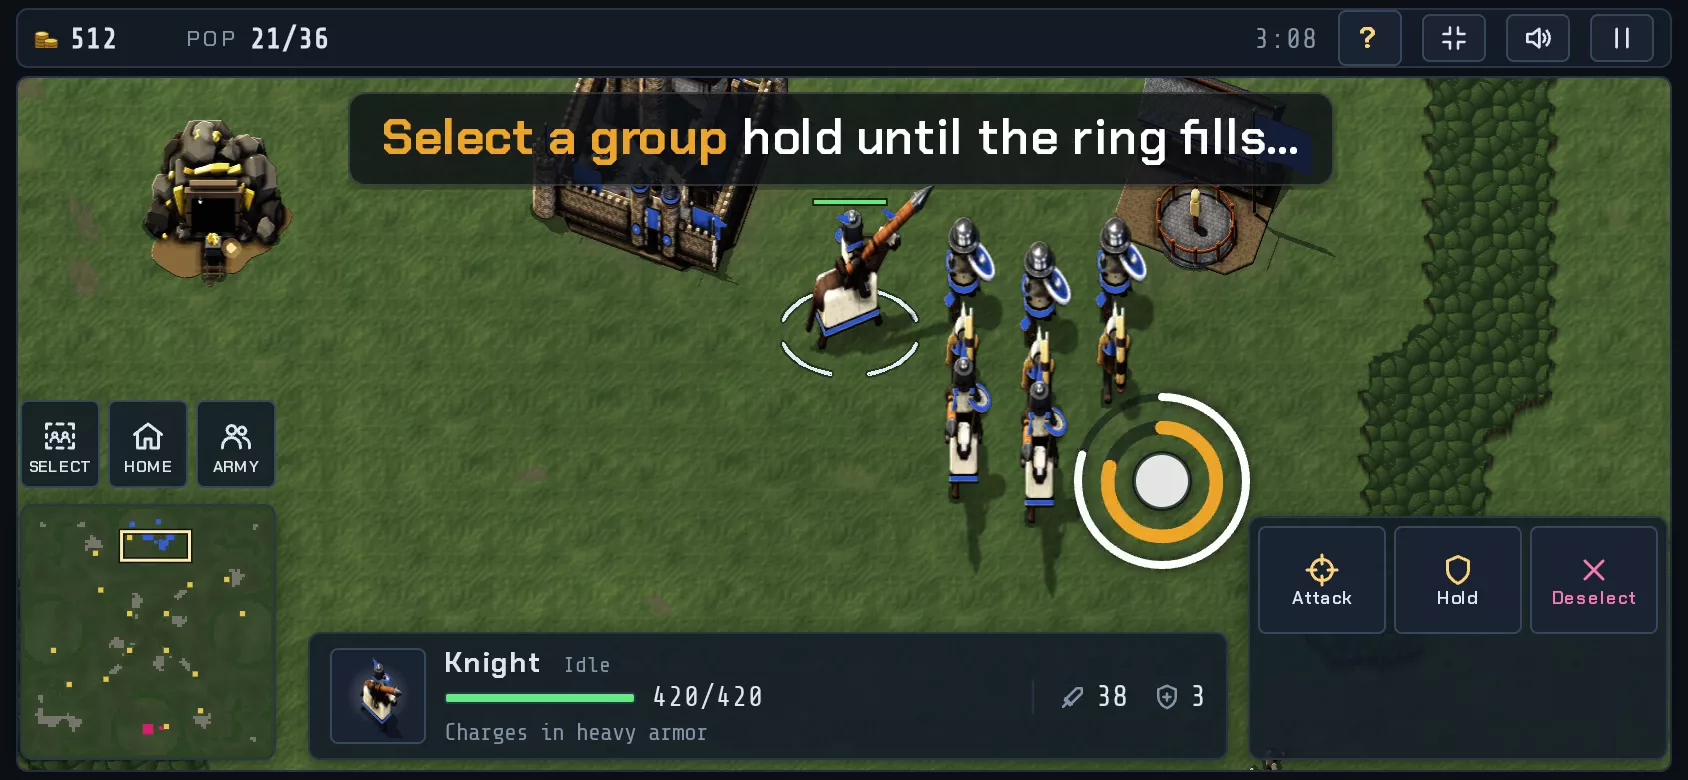 512 POP 21/36 3:08 ?
Select a group hold until the ring fills...
SELECT HOME ARMY
Attack Hold Deselect
Knight Idle
420/420 38 3
Charges in heavy armor